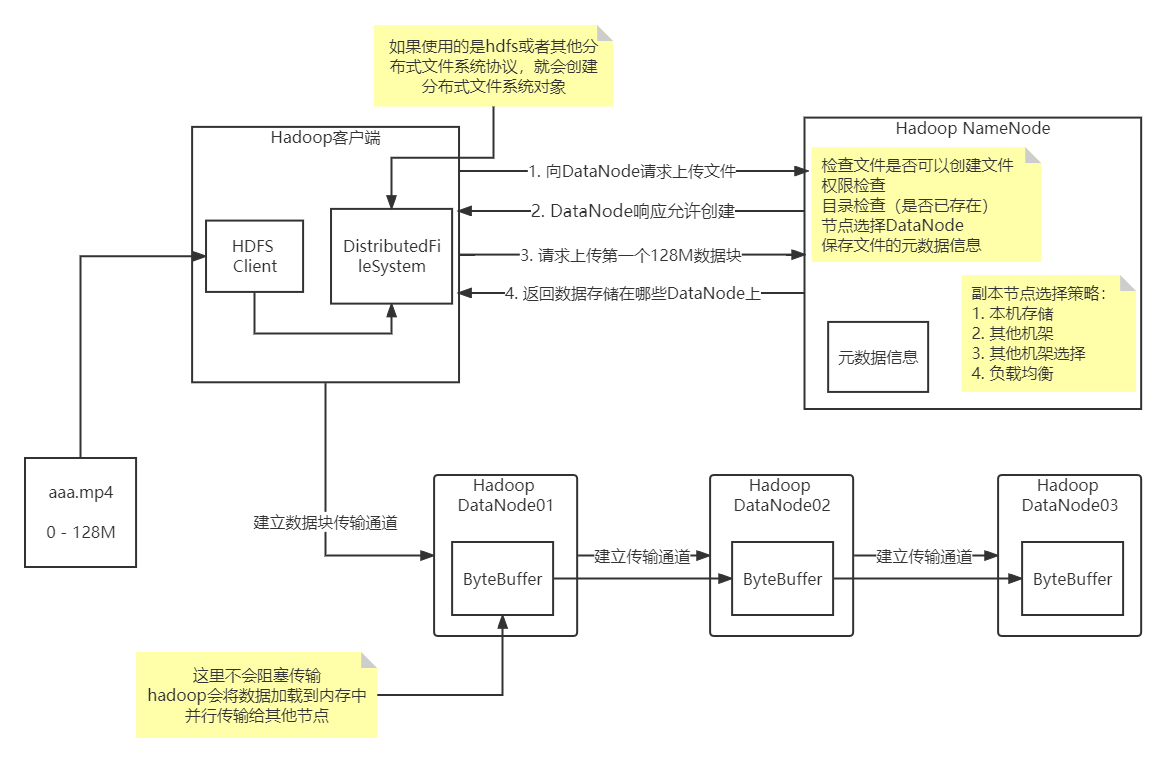 如果使用的是hdfs或者其他分
布式文件系统协议，就会创建
分布式文件系统对象
Hadoop客户端
HDFS
Client
DistributedFi
leSystem
1. 向DataNode请求上传文件
2. DataNode响应允许创建
3. 请求上传第一个128M数据块
4. 返回数据存储在哪些DataNode上
Hadoop NameNode
检查文件是否可以创建文件
权限检查
目录检查（是否已存在）
节点选择DataNode
保存文件的元数据信息
副本节点选择策略：
1. 本机存储
2. 其他机架
3. 其他机架选择
4. 负载均衡
元数据信息
aaa.mp4
0 - 128M
建立数据块传输通道
Hadoop
DataNode01
ByteBuffer
建立传输通道
Hadoop
DataNode02
ByteBuffer
建立传输通道
Hadoop
DataNode03
ByteBuffer
这里不会阻塞传输
hadoop会将数据加载到内存中
并行传输给其他节点